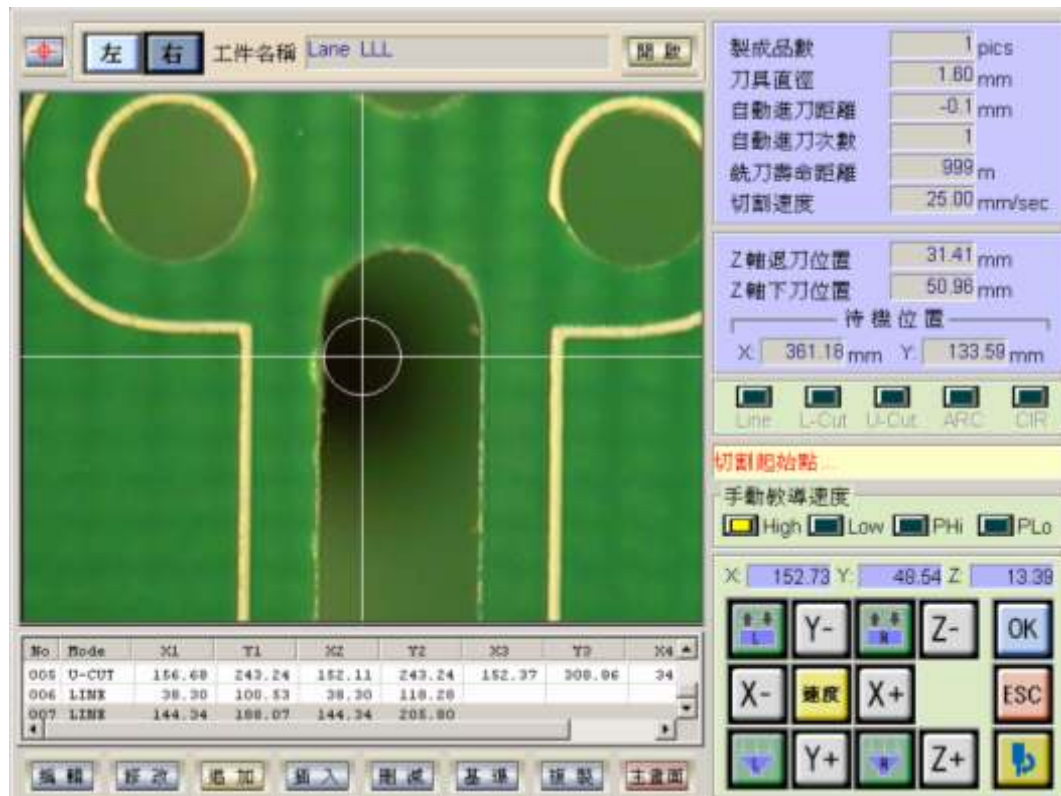 左 右 工件名稱 Lane LLL 開啟
製成品數 1 pics
刀具直徑 1.60 mm
自動進刀距離 -0.1 mm
自動進刀次數 1
銑刀壽命距離 999 m
切割速度 25.00 mm/sec
Z軸退刀位置 31.41 mm
Z軸下刀位置 50.96 mm
待機位置
X: 361.18 mm Y: 133.59 mm
Line L-Cut U-Cut ARC CIR
切割起始點...
手動教導速度
High Low PHi PLo
X: 152.73 Y: 48.54 Z: 13.39
L Y- R Z- OK
X- 速度 X+ ESC
L Y+ R Z+
No Mode X1 Y1 X2 Y2 X3 Y3 X4
005 U-CUT 156.68 243.24 152.11 243.24 152.37 308.86 34
006 LINE 38.30 100.53 38.30 118.28
007 LINE 144.34 188.07 144.34 205.80
編輯 修改 追加 插入 刪減 基準 複製 主畫面